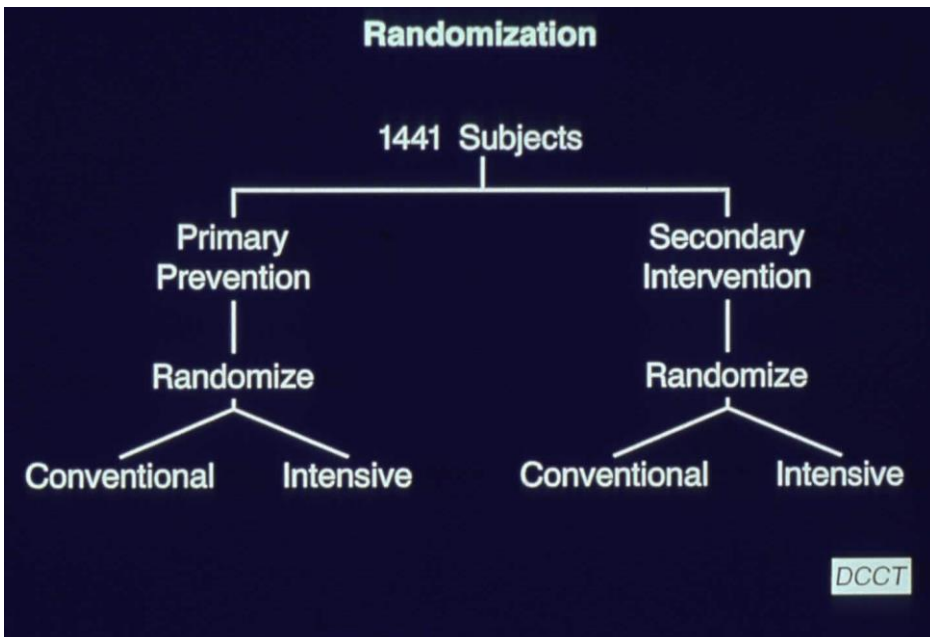 Randomization
1441 Subjects
Primary
Prevention
Secondary
Intervention
Randomize
Randomize
Conventional
Intensive
Conventional
Intensive
DCCT